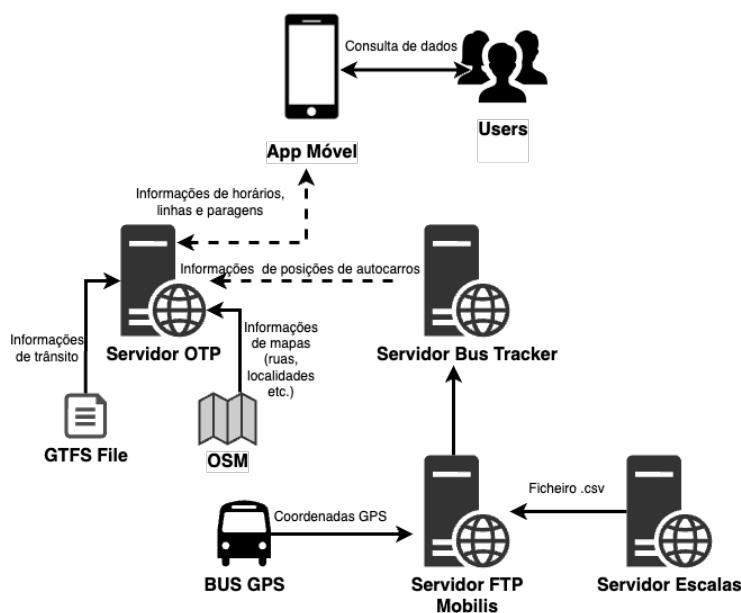 Consulta de dados
Users
App Móvel
Informações de horários,
linhas e paragens
Informações de posições de autocarros
Informações
de trânsito
Servidor OTP
Informações
de mapas
(ruas,
localidades
etc.)
Servidor Bus Tracker
GTFS File
OSM
Ficheiro .csv
Coordenadas GPS
BUS GPS
Servidor FTP
Mobilis
Servidor Escalas